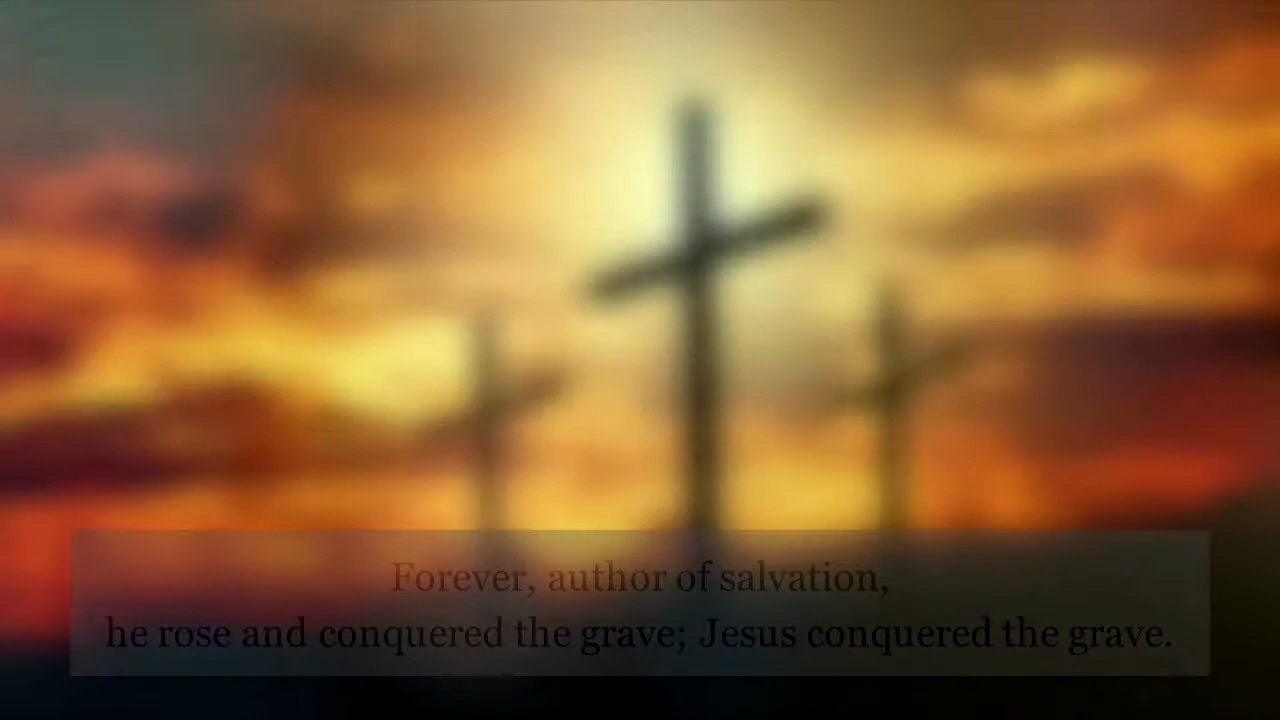 Forever, author of salvation,
he rose and conquered the grave; Jesus conquered the grave.